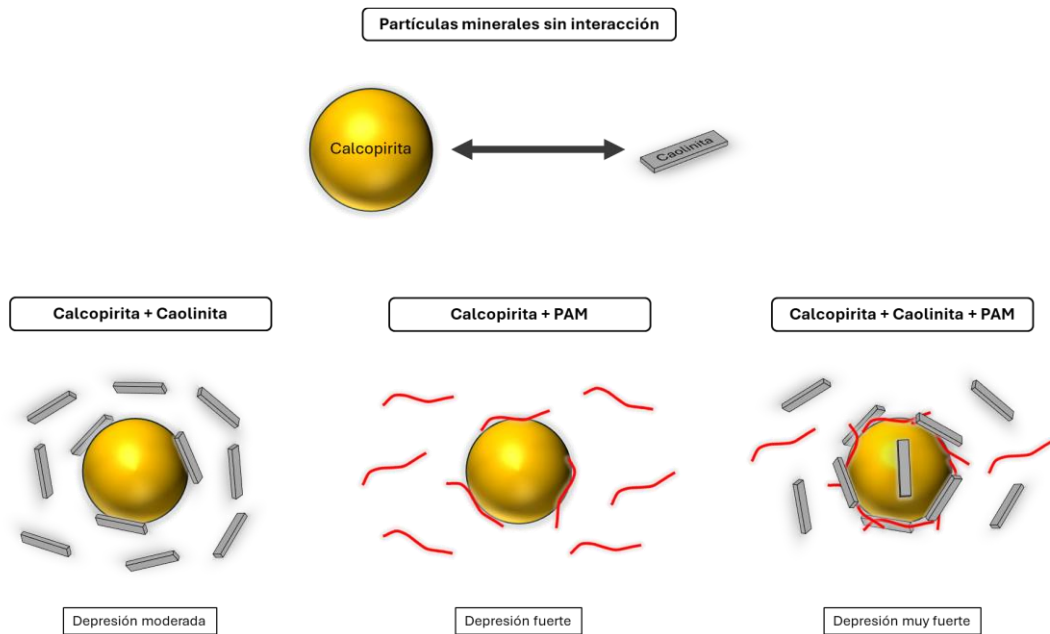 Partículas minerales sin interacción
Calcopirita
Caolinita
Calcopirita + Caolinita
Calcopirita + PAM
Calcopirita + Caolinita + PAM
Depresión moderada
Depresión fuerte
Depresión muy fuerte